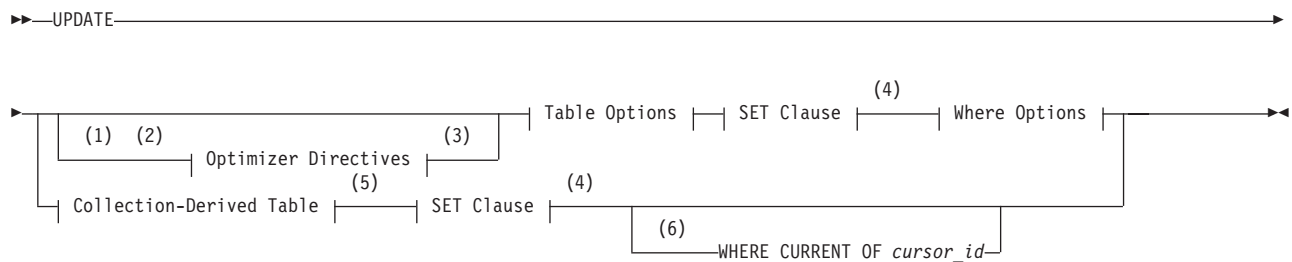 UPDATE
(4)
Table Options SET Clause Where Options
(1) (2) (3)
Optimizer Directives
(5) (4)
Collection-Derived Table SET Clause
(6)
WHERE CURRENT OF cursor_id